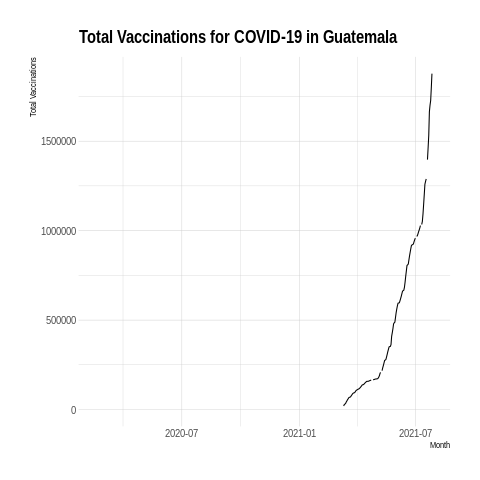 Total Vaccinations for COVID-19 in Guatemala
Total Vaccinations
1500000
1000000
500000
0
2020-07 2021-01 2021-07
Month